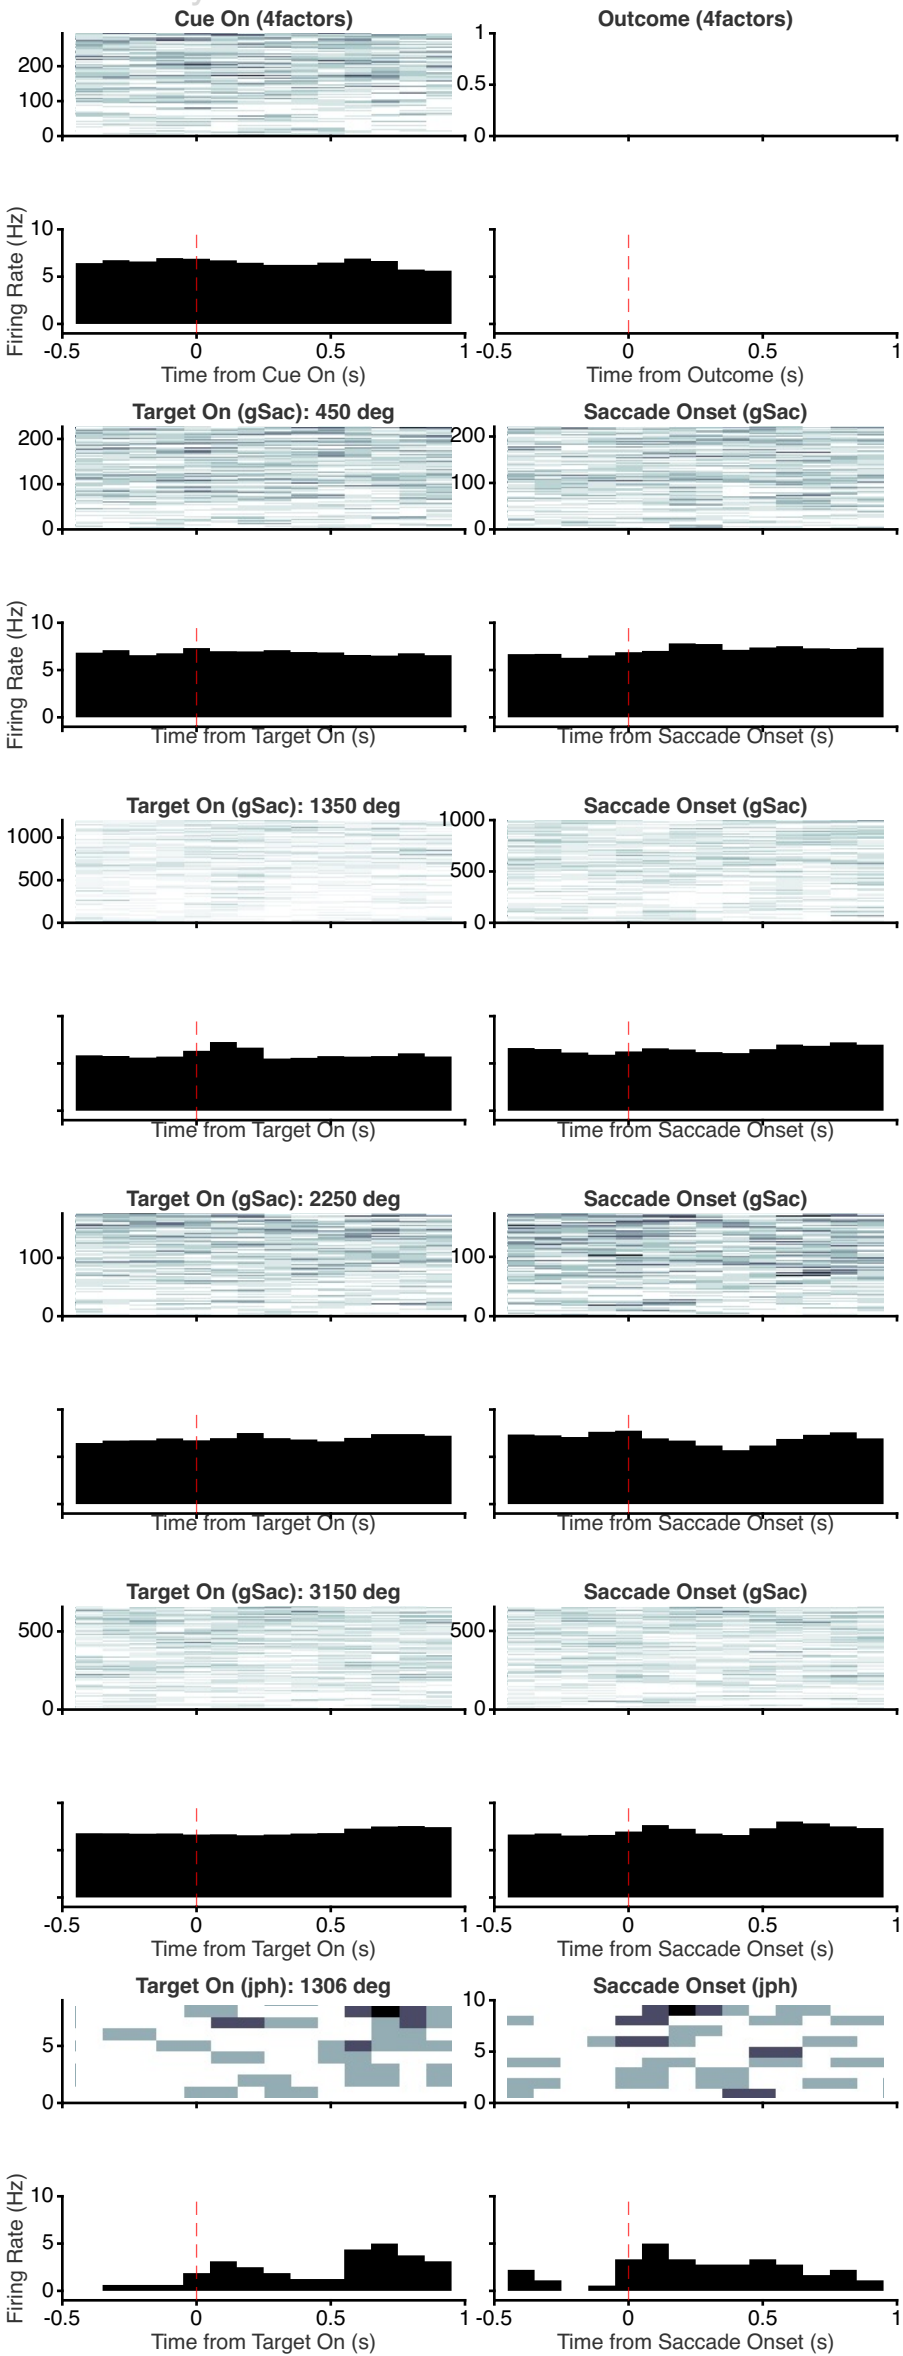 Cue On (4factors)
Outcome (4factors)
200
100
0
1
0.5
0
Firing Rate (Hz)
10
5
0
-0.5 0 0.5 1
Time from Cue On (s)
-0.5 0 0.5 1
Time from Outcome (s)
Target On (gSac): 450 deg
Saccade Onset (gSac)
200
100
0
200
100
0
Firing Rate (Hz)
10
5
0
Time from Target On (s)
Time from Saccade Onset (s)
Target On (gSac): 1350 deg
Saccade Onset (gSac)
1000
500
0
1000
500
0
Time from Target On (s)
Time from Saccade Onset (s)
Target On (gSac): 2250 deg
Saccade Onset (gSac)
100
0
100
0
Time from Target On (s)
Time from Saccade Onset (s)
Target On (gSac): 3150 deg
Saccade Onset (gSac)
500
0
500
0
-0.5 0 0.5 1
Time from Target On (s)
-0.5 0 0.5 1
Time from Saccade Onset (s)
Target On (jph): 1306 deg
Saccade Onset (jph)
5
0
10
5
0
Firing Rate (Hz)
10
5
0
-0.5 0 0.5 1
Time from Target On (s)
-0.5 0 0.5 1
Time from Saccade Onset (s)